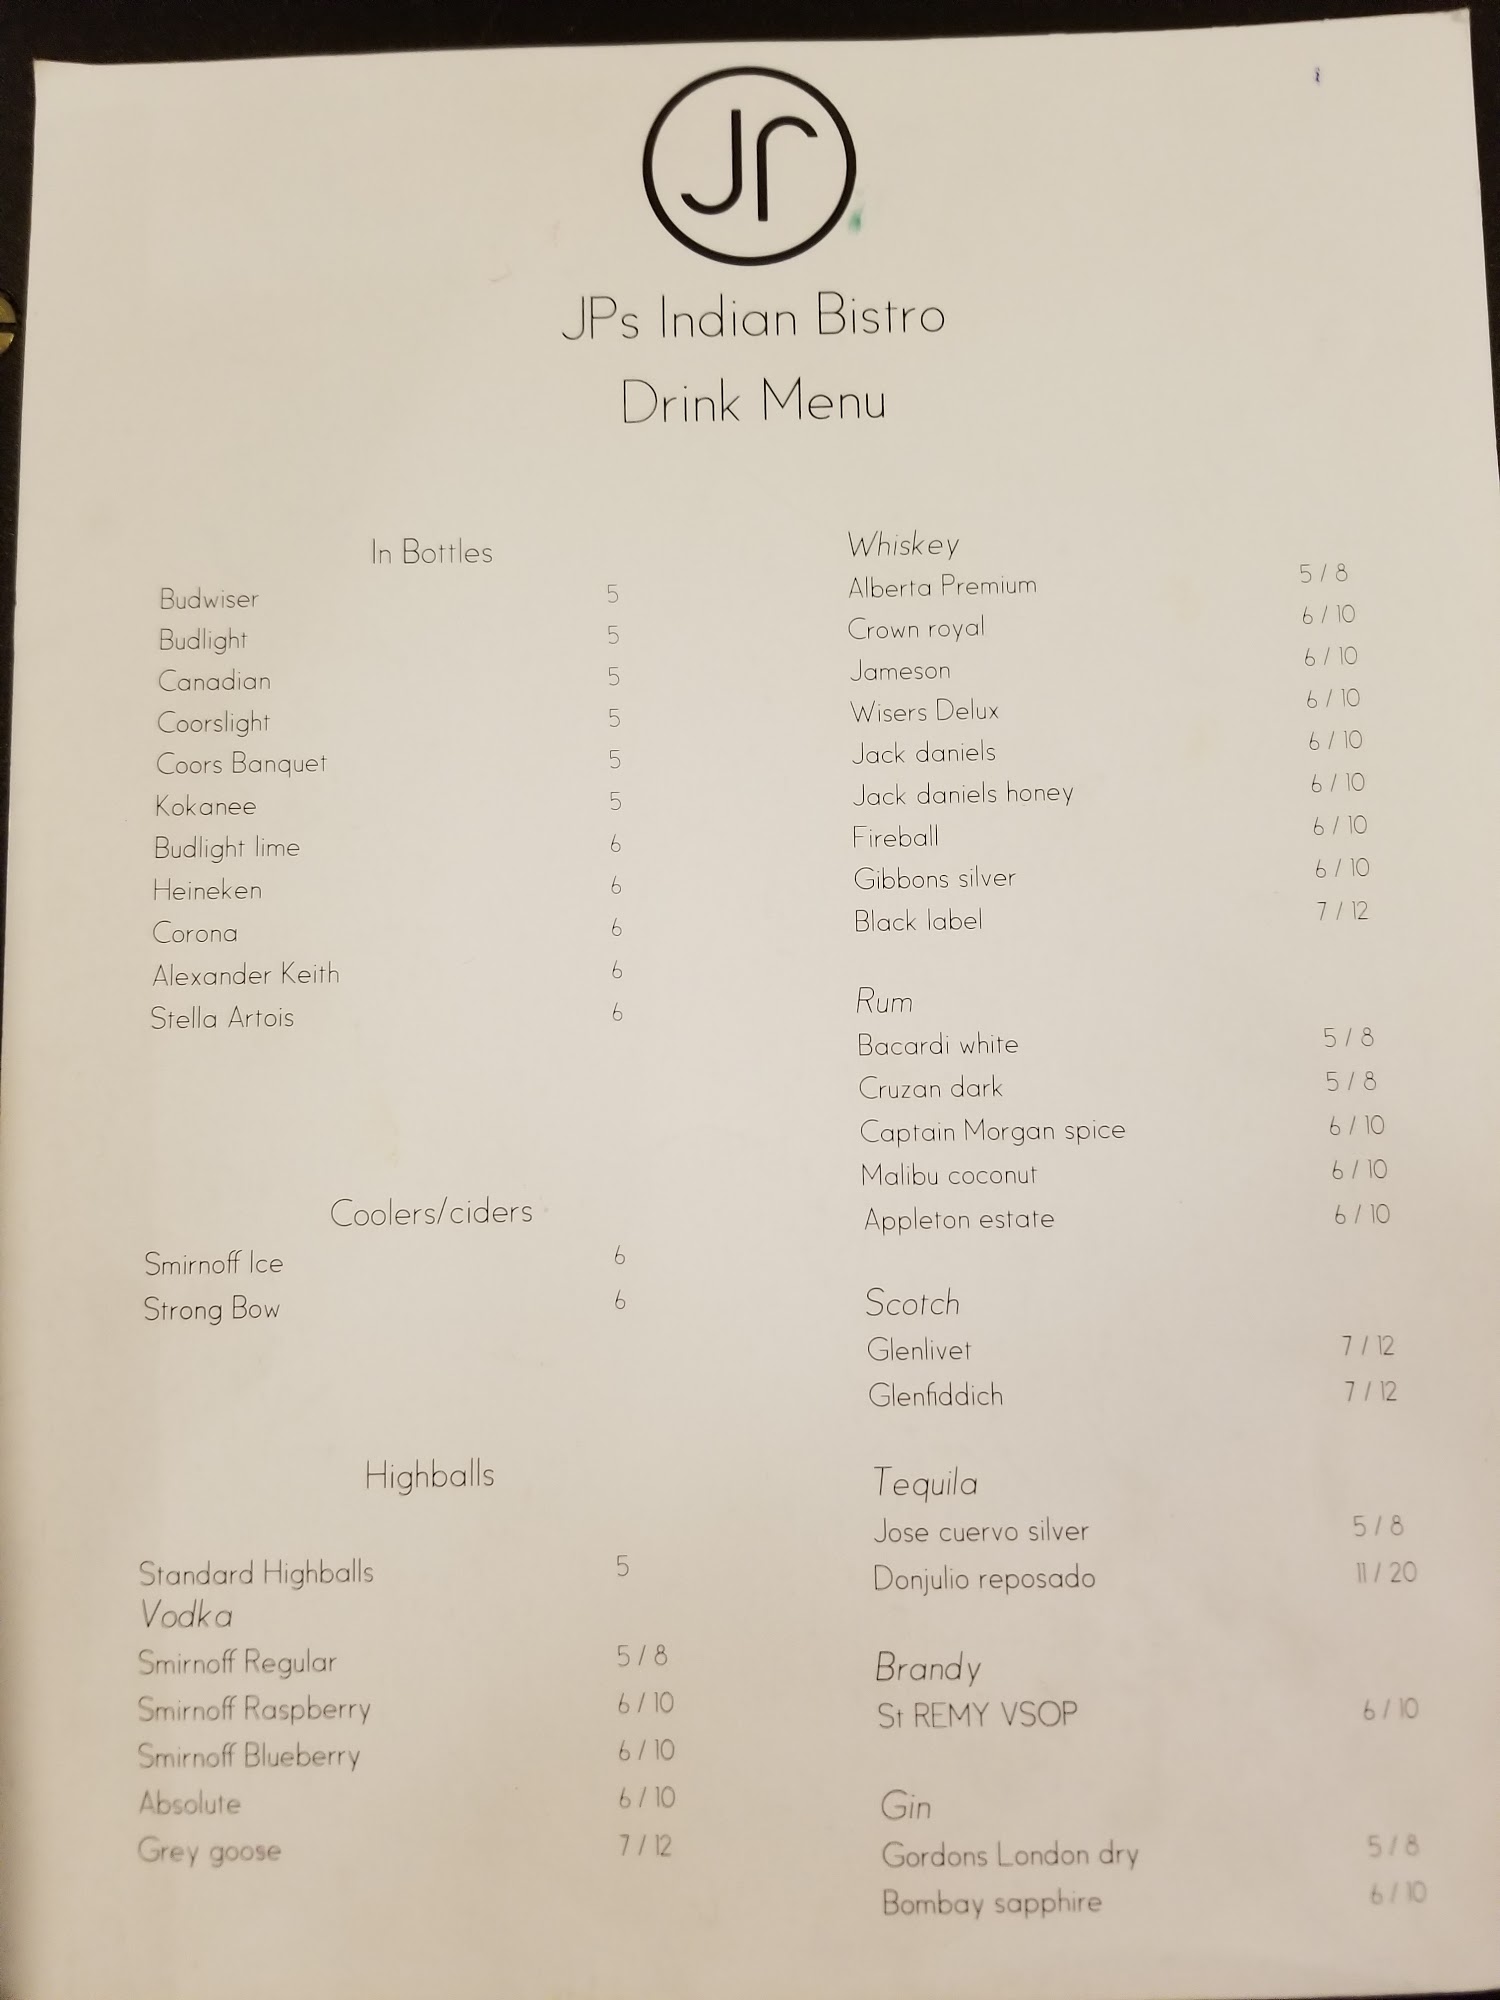 Jr
JPs Indian Bistro
Drink Menu
In Bottles
Budwiser 5
Budlight 5
Canadian 5
Coorslight 5
Coors Banquet 5
Kokanee 5
Budlight lime 6
Heineken 6
Corona 6
Alexander Keith 6
Stella Artois 6
Coolers/ciders
Smirnoff Ice 6
Strong Bow 6
Highballs
Standard Highballs 5
Vodka
Smirnoff Regular 5 / 8
Smirnoff Raspberry 6 / 10
Smirnoff Blueberry 6 / 10
Absolute 6 / 10
Grey goose 7 / 12
Whiskey
Alberta Premium 5 / 8
Crown royal 6 / 10
Jameson 6 / 10
Wisers Delux 6 / 10
Jack daniels 6 / 10
Jack daniels honey 6 / 10
Fireball 6 / 10
Gibbons silver 6 / 10
Black label 7 / 12
Rum
Bacardi white 5 / 8
Cruzan dark 5 / 8
Captain Morgan spice 6 / 10
Malibu coconut 6 / 10
Appleton estate 6 / 10
Scotch
Glenlivet 7 / 12
Glenfiddich 7 / 12
Tequila
Jose cuervo silver 5 / 8
Donjulio reposado 11 / 20
Brandy
St REMY VSOP 6 / 10
Gin
Gordons London dry 5 / 8
Bombay sapphire 6 / 10